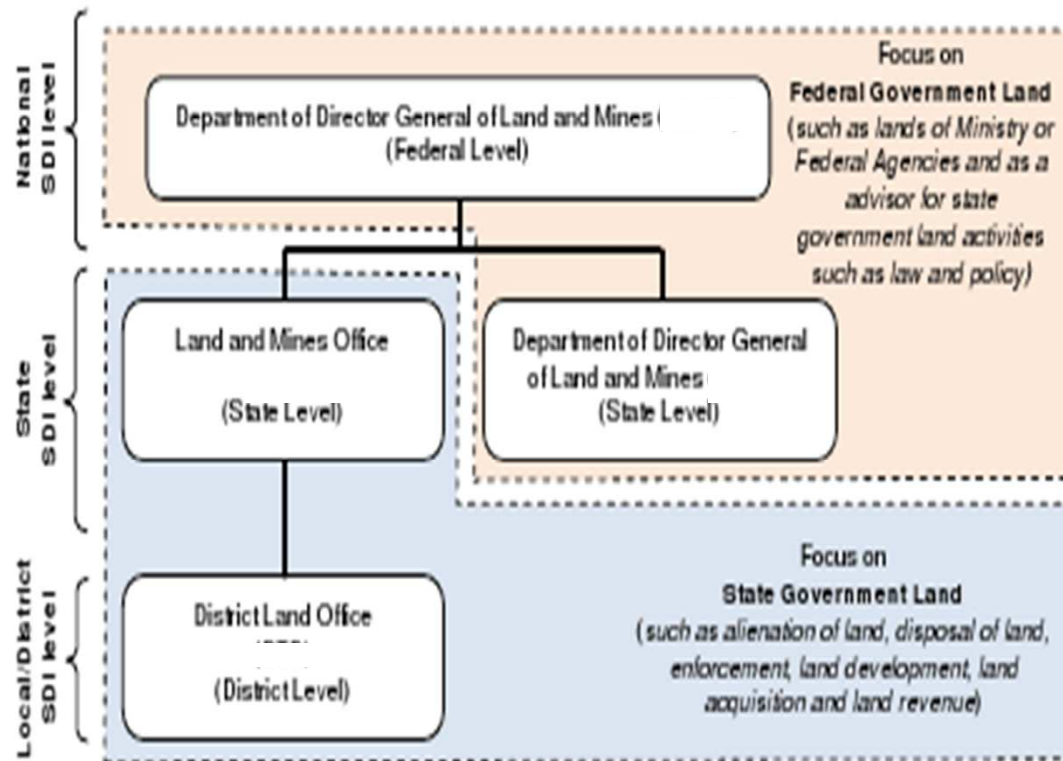 National
SDI level
Department of Director General of Land and Mines (
(Federal Level)
Focus on
Federal Government Land
(such as lands of Ministry or
Federal Agencies and as a
advisor for state
government land activities
such as law and policy)
State
SDI level
Land and Mines Office
(State Level)
Department of Director General
of Land and Mines
(State Level)
Local/District
SDI level
District Land Office
(District Level)
Focus on
State Government Land
(such as alienation of land, disposal of land,
enforcement, land development, land
acquisition and land revenue)